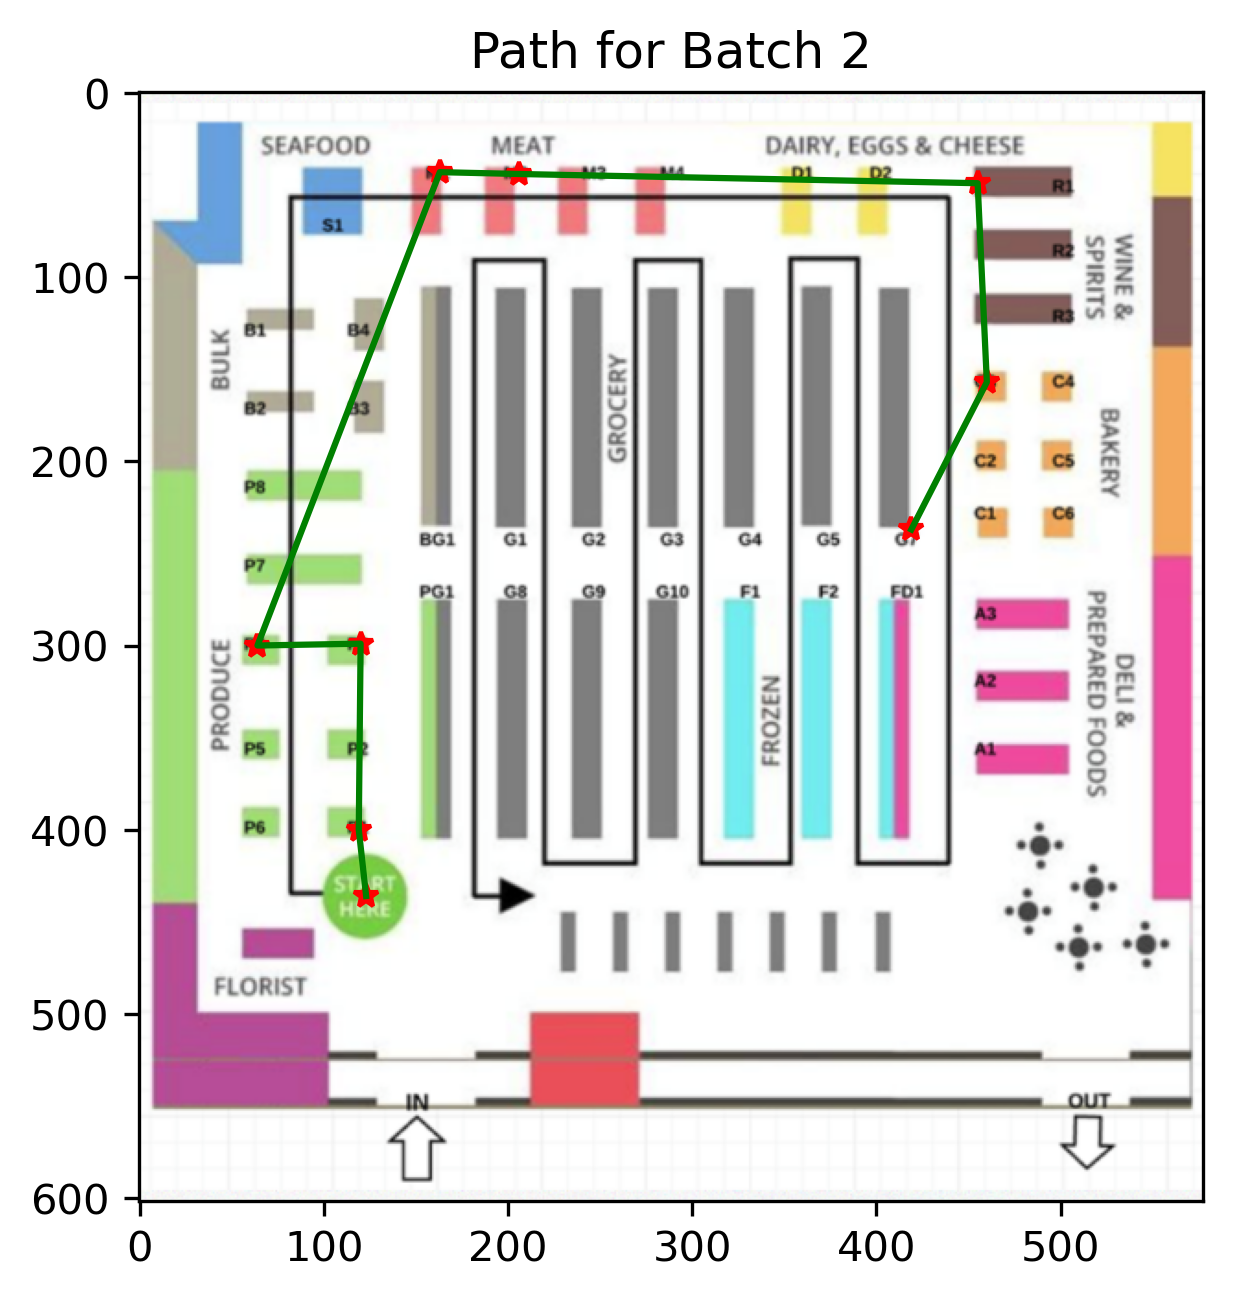 Path for Batch 2
0
100
200
300
400
500
600
SEAFOOD
MEAT
DAIRY, EGGS & CHEESE
M3
M4
D1
D2
R1
S1
R2
WINE &
SPIRITS
R3
B1
B4
BULK
B2
B3
GROCERY
C4
BAKERY
C2
C5
P8
C1
C6
BG1
G1
G2
G3
G4
G5
G7
P7
PG1
G8
G9
G10
F1
F2
FD1
A3
PRODUCE
FROZEN
A2
DELI &
PREPARED FOODS
P5
P2
A1
P6
START
HERE
FLORIST
IN
OUT
0
100
200
300
400
500